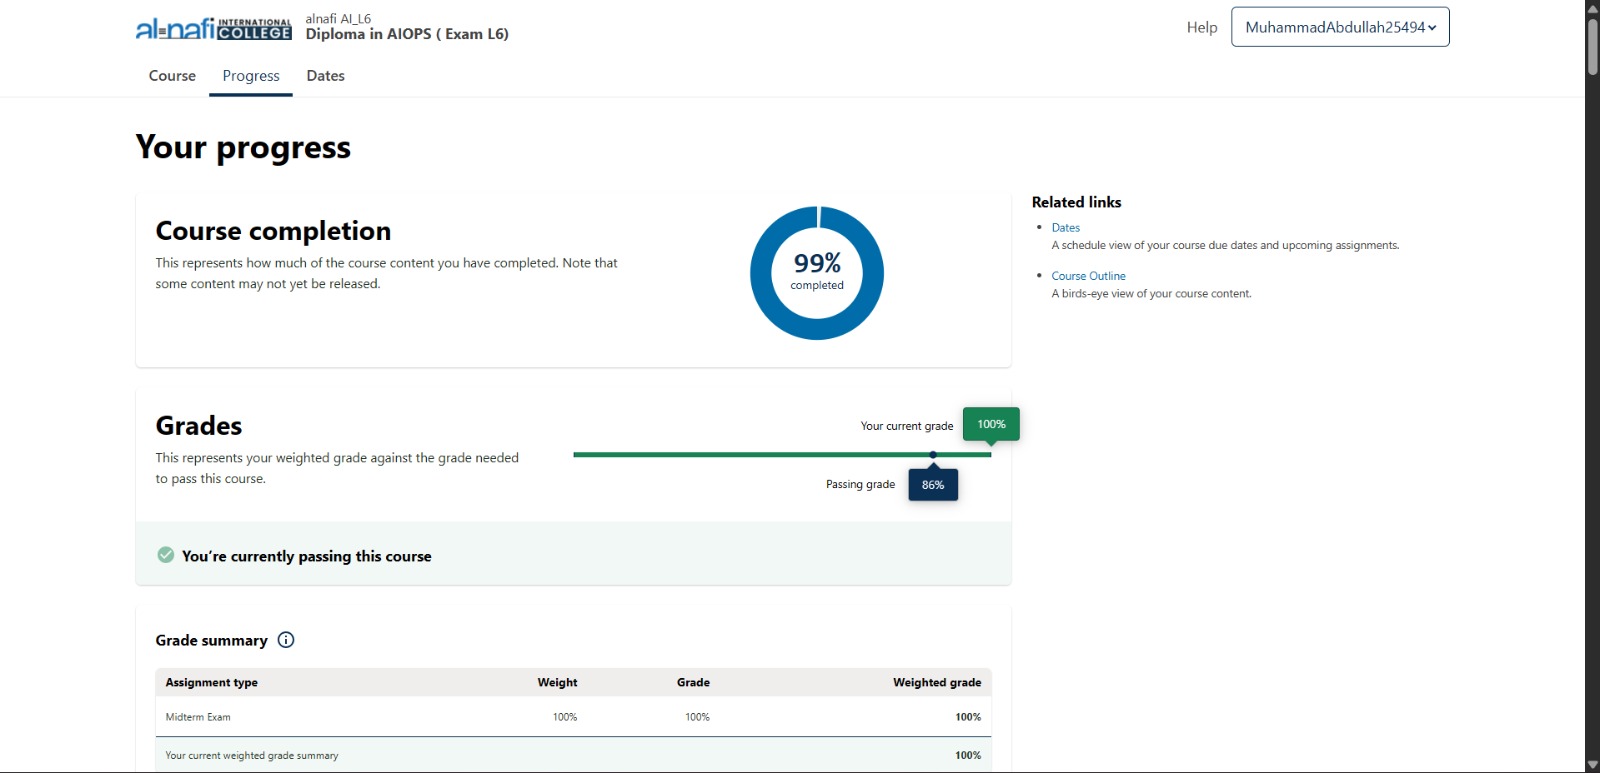 al-nafi INTERNATIONAL COLLEGE
alnafi AI_L6
Diploma in AIOPS ( Exam L6)
Help
MuhammadAbdullah25494
Course Progress Dates
Your progress
Course completion
This represents how much of the course content you have completed. Note that
some content may not yet be released.
99%
completed
Related links
Dates
A schedule view of your course due dates and upcoming assignments.
Course Outline
A birds-eye view of your course content.
Grades
This represents your weighted grade against the grade needed
to pass this course.
Your current grade 100%
Passing grade 86%
You’re currently passing this course
Grade summary
Assignment type Weight Grade Weighted grade
Midterm Exam 100% 100% 100%
Your current weighted grade summary 100%